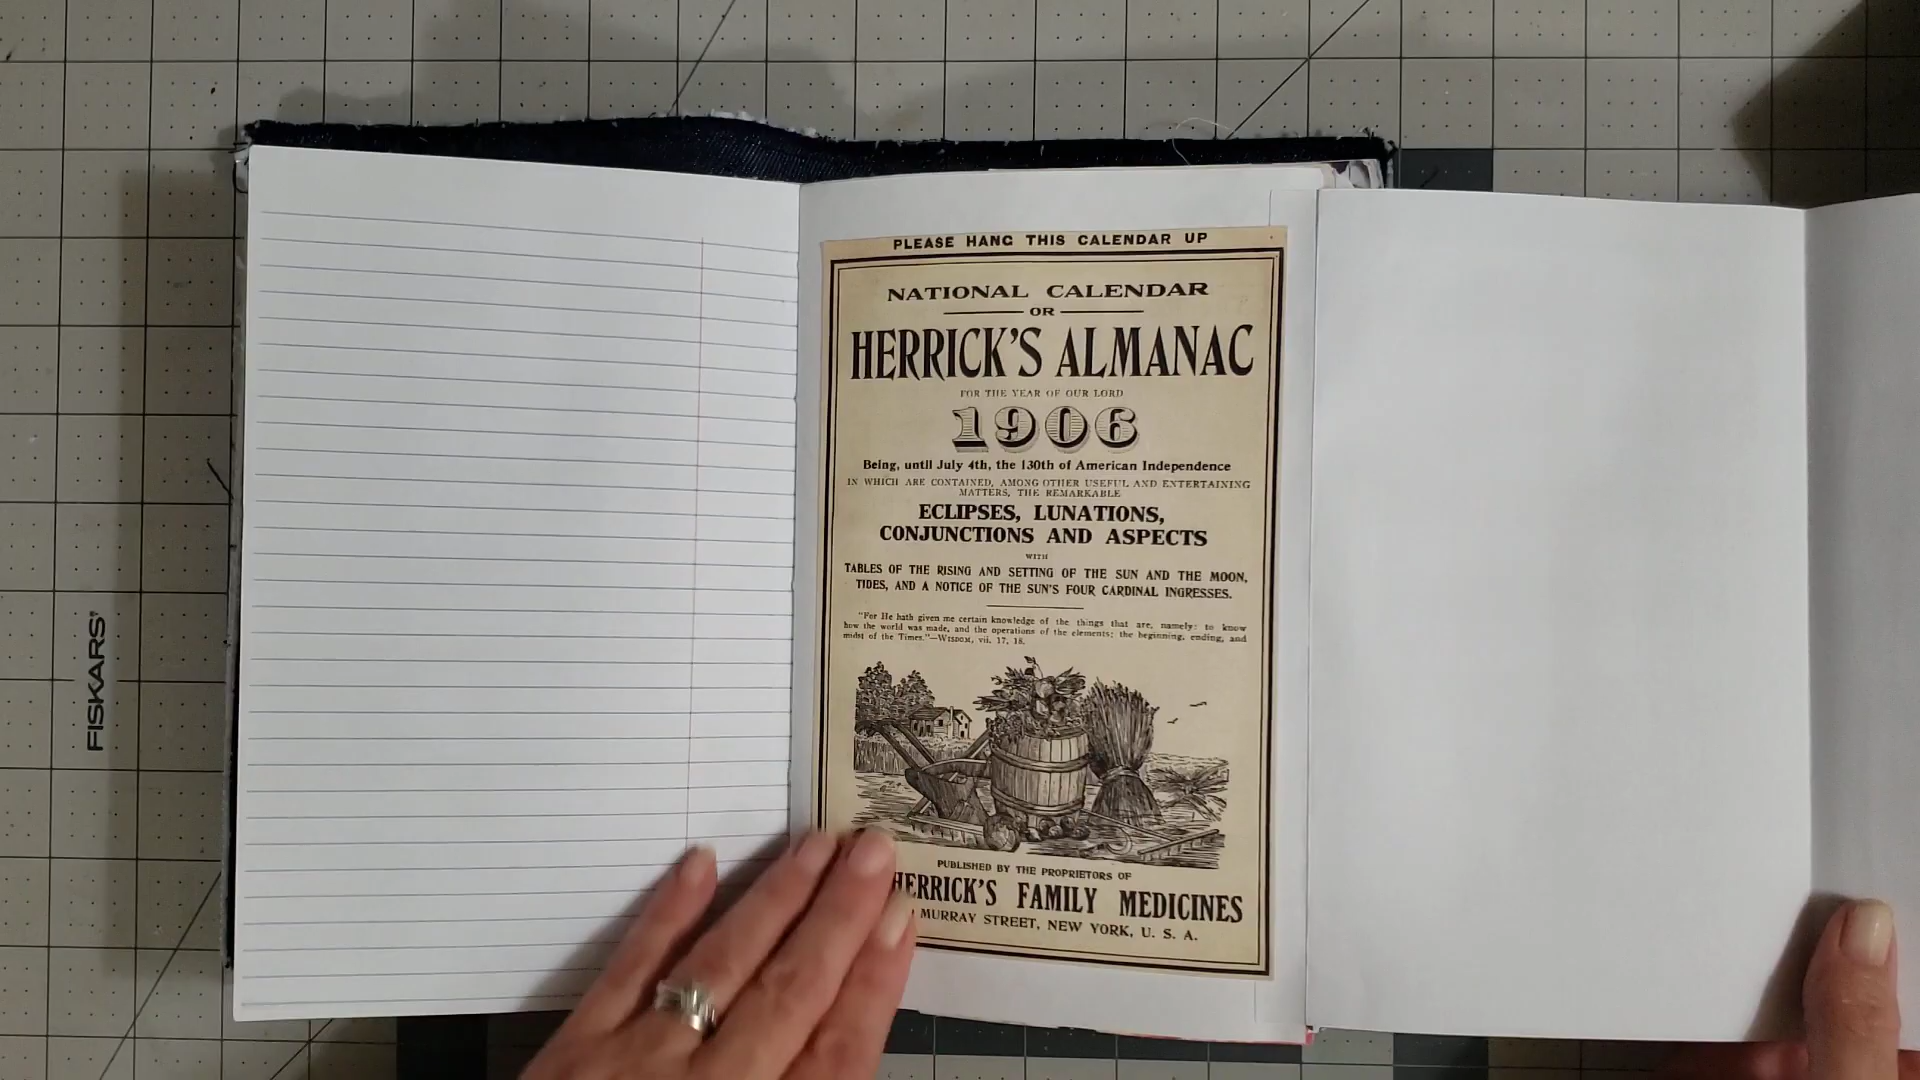 FISKARS
PLEASE HANG THIS CALENDAR UP
NATIONAL CALENDAR
OR
HERRICK'S ALMANAC
FOR THE YEAR OF OUR LORD
1906
Being, until July 4th, the 130th of American Independence
IN WHICH ARE CONTAINED, AMONG OTHER USEFUL AND ENTERTAINING
MATTERS, THE REMARKABLE
ECLIPSES, LUNATIONS,
CONJUNCTIONS AND ASPECTS
WITH
TABLES OF THE RISING AND SETTING OF THE SUN AND THE MOON,
TIDES, AND A NOTICE OF THE SUN'S FOUR CARDINAL INGRESSES.
"For He hath given me certain knowledge of the things that are, namely: to know
how the world was made, and the operations of the elements; the beginning, ending, and
midst of the Times."—WISDOM, vii. 17, 18.
PUBLISHED BY THE PROPRIETORS OF
HERRICK'S FAMILY MEDICINES
MURRAY STREET, NEW YORK, U. S. A.